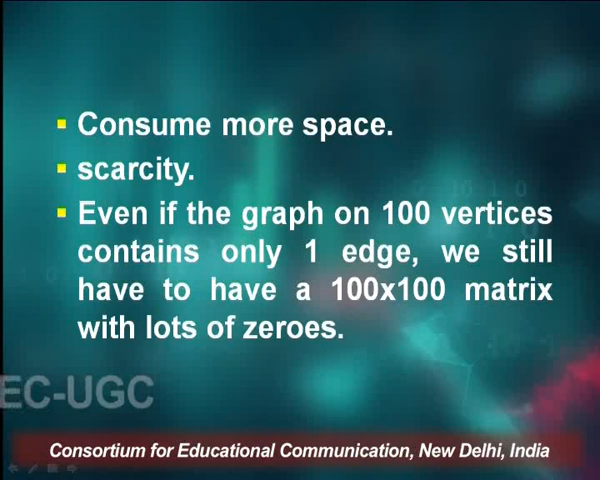 Consume more space.
scarcity.
Even if the graph on 100 vertices
contains only 1 edge, we still
have to have a 100x100 matrix
with lots of zeroes.
EC-UGC
Consortium for Educational Communication, New Delhi, India